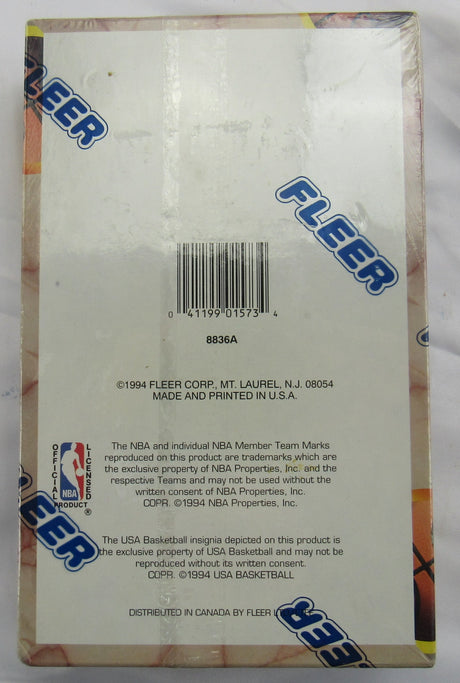 FLEER
FLEER
0 41199 01573 4
8836A
©1994 FLEER CORP., MT. LAUREL, N.J. 08054
MADE AND PRINTED IN U.S.A.
OFFICIAL LICENSED
NBA
PRODUCT ®
The NBA and individual NBA Member Team Marks
reproduced on this product are trademarks which are
the exclusive property of NBA Properties, Inc. and the
respective Teams and may not be used without the
written consent of NBA Properties, Inc.
COPR. ©1994 NBA Properties, Inc.
FLEER
The USA Basketball insignia depicted on this product is
the exclusive property of USA Basketball and may not be
reproduced without its written consent.
COPR. ©1994 USA BASKETBALL
DISTRIBUTED IN CANADA BY FLEER
EER